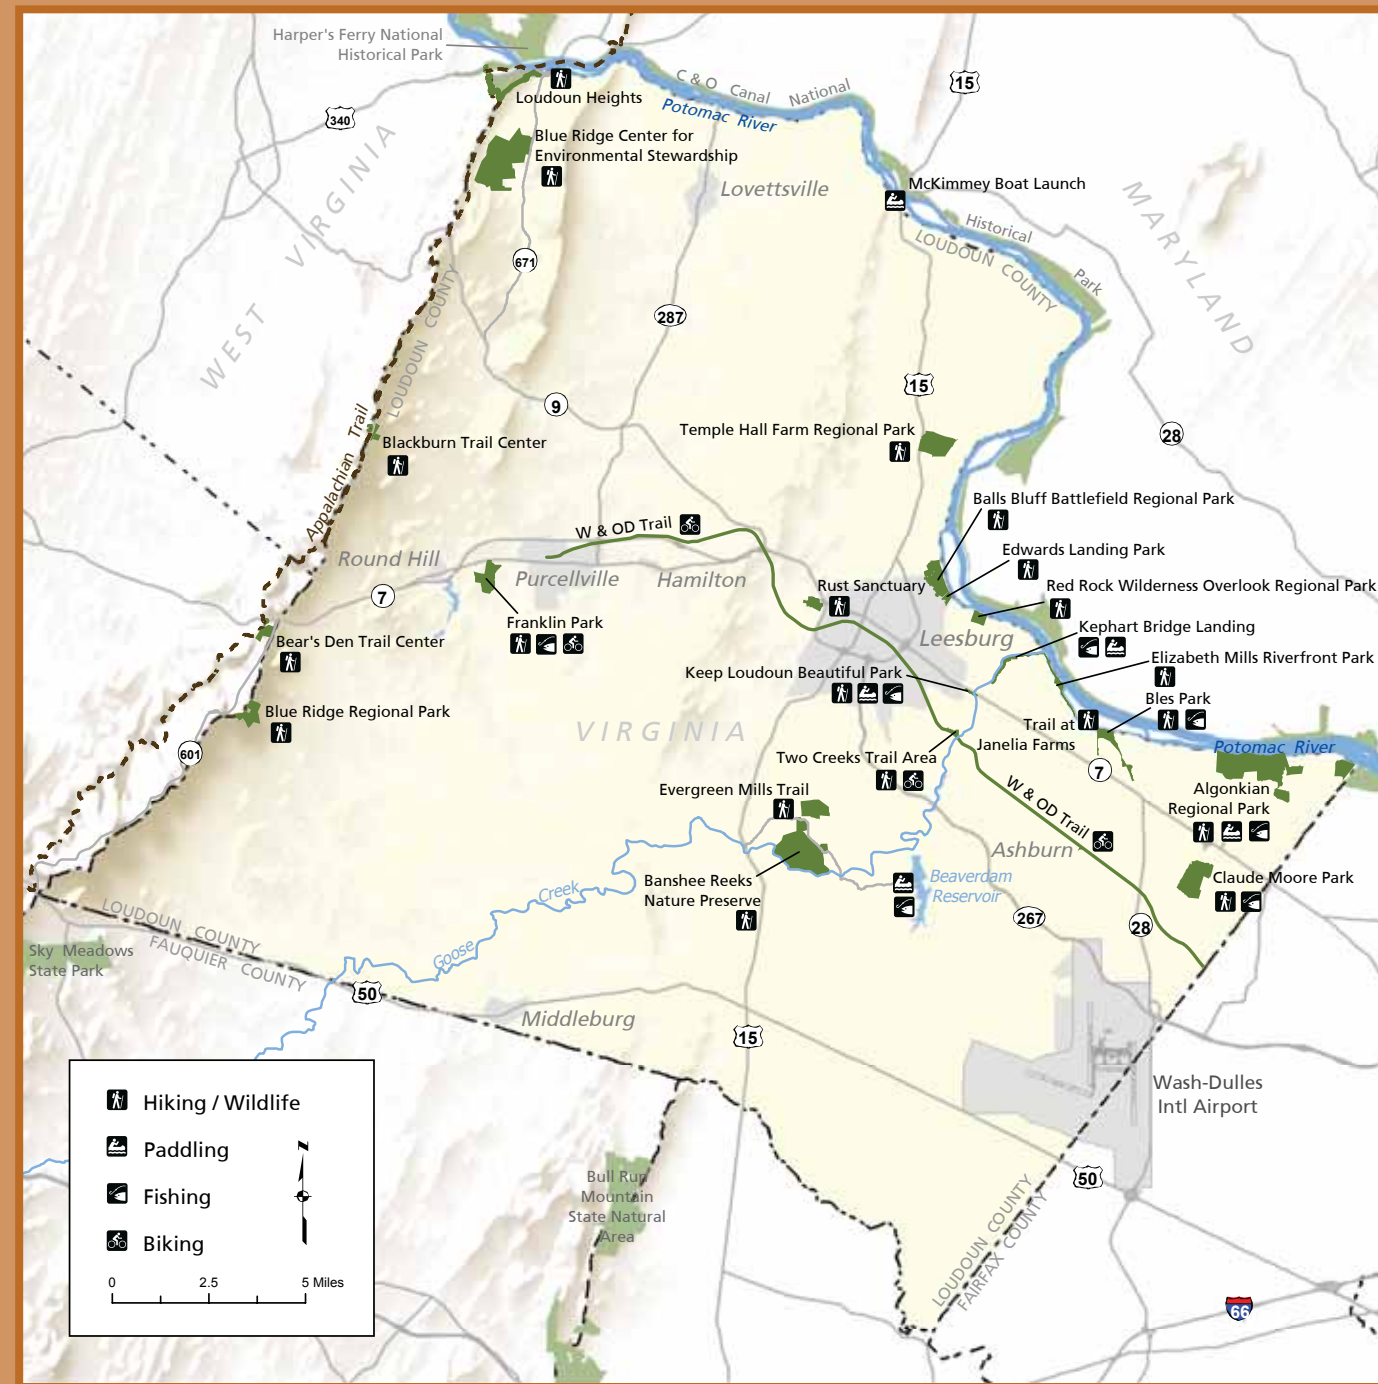 Harper's Ferry National
Historical Park
C & O Canal National
15
Potomac River
Loudoun Heights
340
Blue Ridge Center for
Environmental Stewardship
Lovettsville
McKimmey Boat Launch
WEST VIRGINIA
MARYLAND
Historical
Park
LOUDOUN COUNTY
671
LOUDOUN COUNTY
287
15
9
28
Appalachian Trail
Temple Hall Farm Regional Park
Blackburn Trail Center
Balls Bluff Battlefield Regional Park
W & OD Trail
Edwards Landing Park
Round Hill
Purcellville
Hamilton
Rust Sanctuary
Red Rock Wilderness Overlook Regional Park
7
Franklin Park
Leesburg
Kephart Bridge Landing
Bear's Den Trail Center
Elizabeth Mills Riverfront Park
Keep Loudoun Beautiful Park
Bles Park
Blue Ridge Regional Park
VIRGINIA
Trail at
Janelia Farms
Potomac River
601
Two Creeks Trail Area
7
Evergreen Mills Trail
W & OD Trail
Algonkian
Regional Park
Ashburn
Banshee Reeks
Nature Preserve
Beaverdam
Reservoir
Claude Moore Park
Creek
Goose
267
28
LOUDOUN COUNTY
FAUQUIER COUNTY
Sky Meadows
State Park
50
Middleburg
15
Wash-Dulles
Intl Airport
Hiking / Wildlife
Paddling
Fishing
Biking
N
0 2.5 5 Miles
Bull Run
Mountain
State Natural
Area
50
LOUDOUN COUNTY
FAIRFAX COUNTY
66